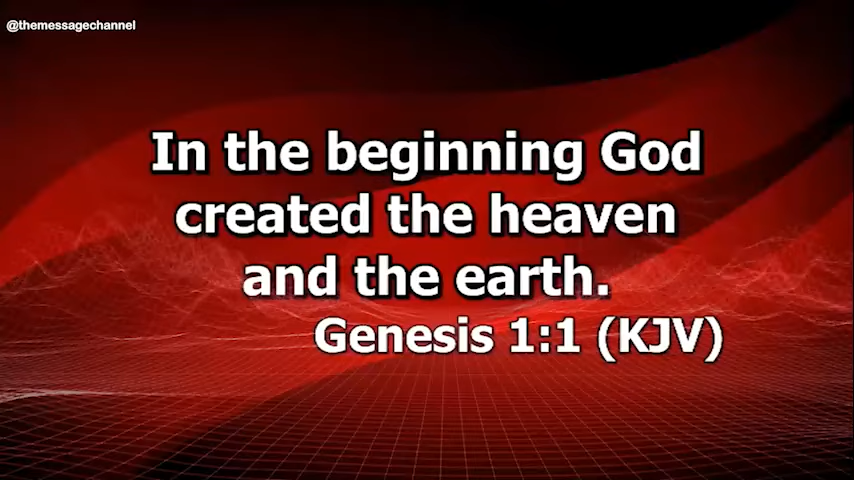 @themessagechannel
In the beginning God
created the heaven
and the earth.
Genesis 1:1 (KJV)